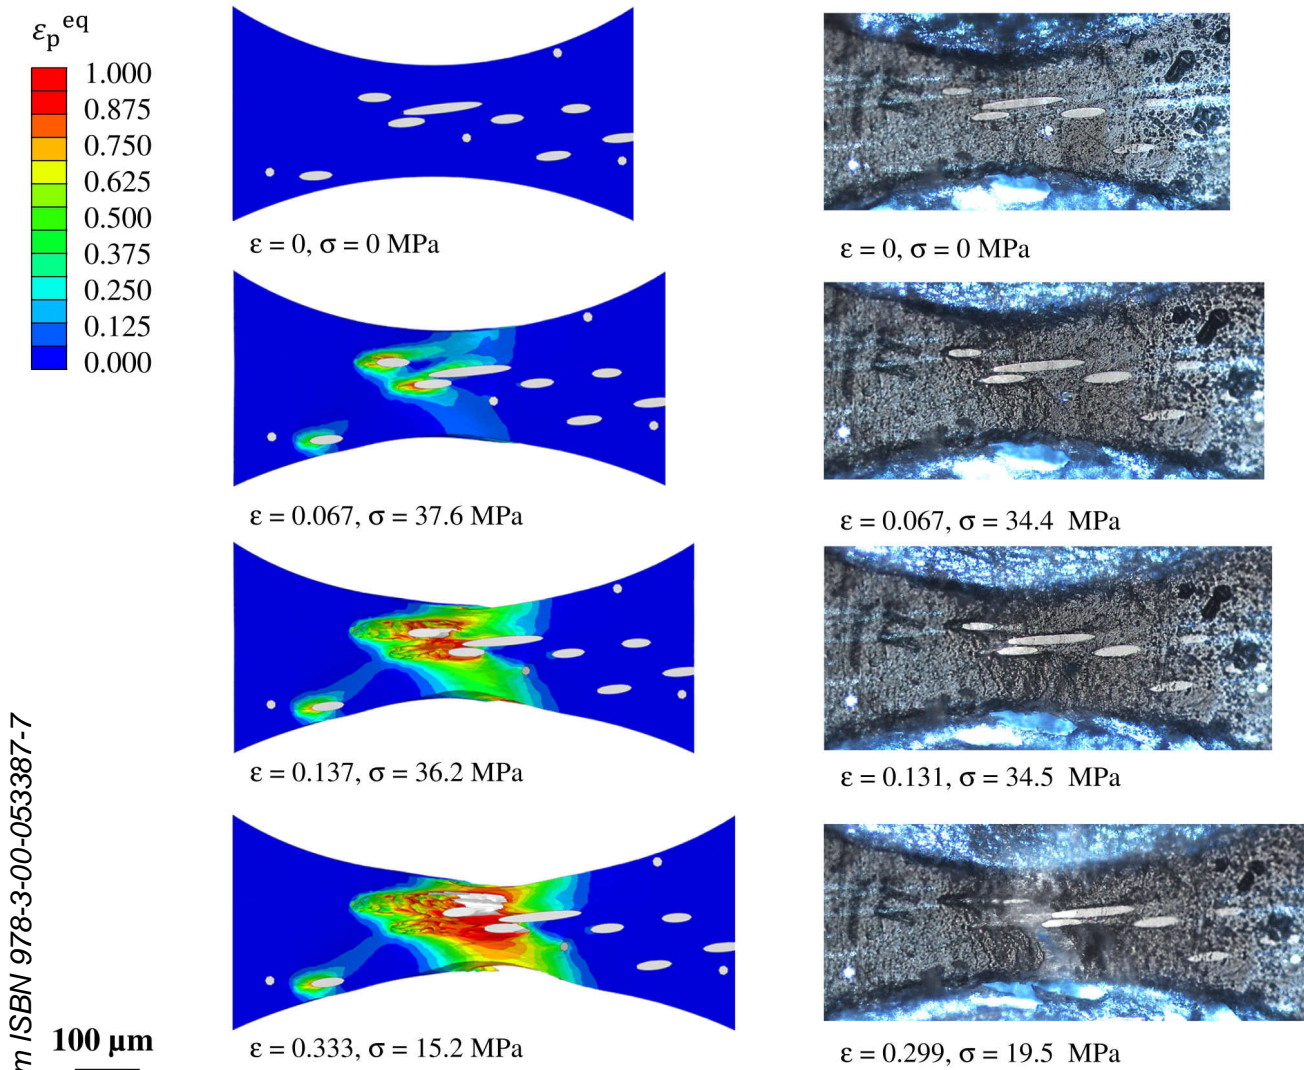 εpeq
1.000
0.875
0.750
0.625
0.500
0.375
0.250
0.125
0.000
ε = 0, σ = 0 MPa
ε = 0, σ = 0 MPa
ε = 0.067, σ = 37.6 MPa
ε = 0.067, σ = 34.4 MPa
ε = 0.137, σ = 36.2 MPa
ε = 0.131, σ = 34.5 MPa
ε = 0.333, σ = 15.2 MPa
ε = 0.299, σ = 19.5 MPa
m ISBN 978-3-00-053387-7
100 µm